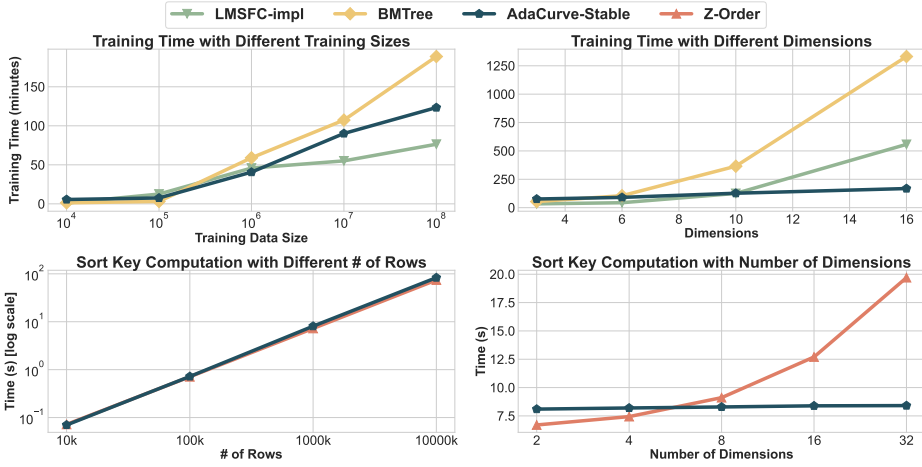 LMSFC-impl BMTree AdaCurve-Stable Z-Order
Training Time with Different Training Sizes
Training Time (minutes)
150
100
50
0
10^4 10^5 10^6 10^7 10^8
Training Data Size
Training Time with Different Dimensions
1250
1000
750
500
250
0
4 6 8 10 12 14 16
Dimensions
Sort Key Computation with Different # of Rows
Time (s) [log scale]
10^2
10^1
10^0
10^−1
10k 100k 1000k 10000k
# of Rows
Sort Key Computation with Number of Dimensions
Time (s)
20.0
17.5
15.0
12.5
10.0
7.5
2 4 8 16 32
Number of Dimensions